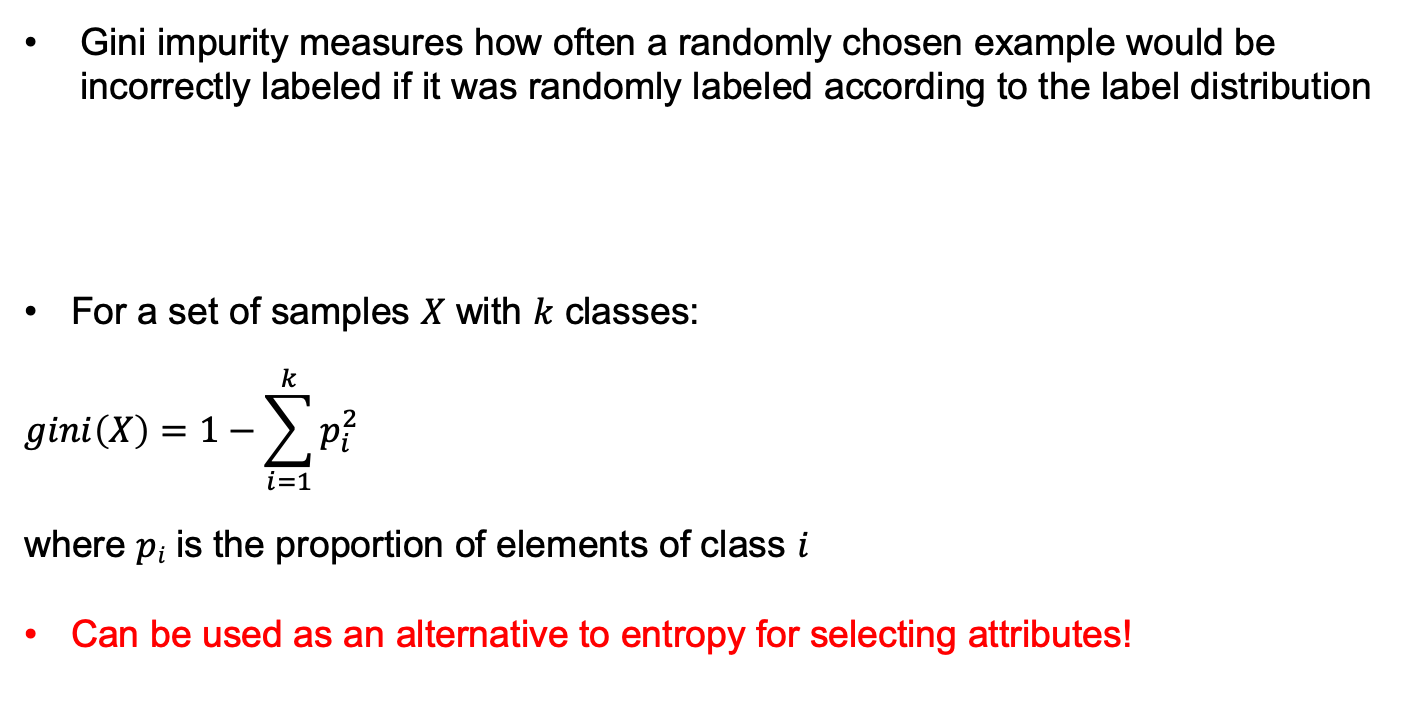 • Gini impurity measures how often a randomly chosen example would be
incorrectly labeled if it was randomly labeled according to the label distribution
• For a set of samples X with k classes:
gini(X) = 1 − ∑_{i=1}^{k} p_i^2
where p_i is the proportion of elements of class i
• Can be used as an alternative to entropy for selecting attributes!